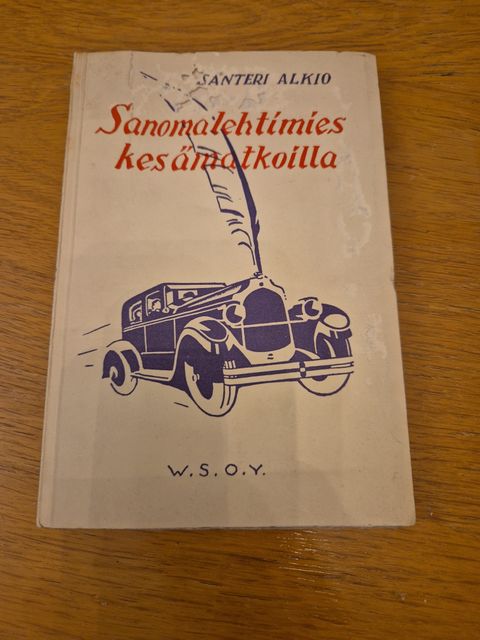 SANTERI ALKIO
Sanomalehtimies
kesämatkoilla
W.S.O.Y.